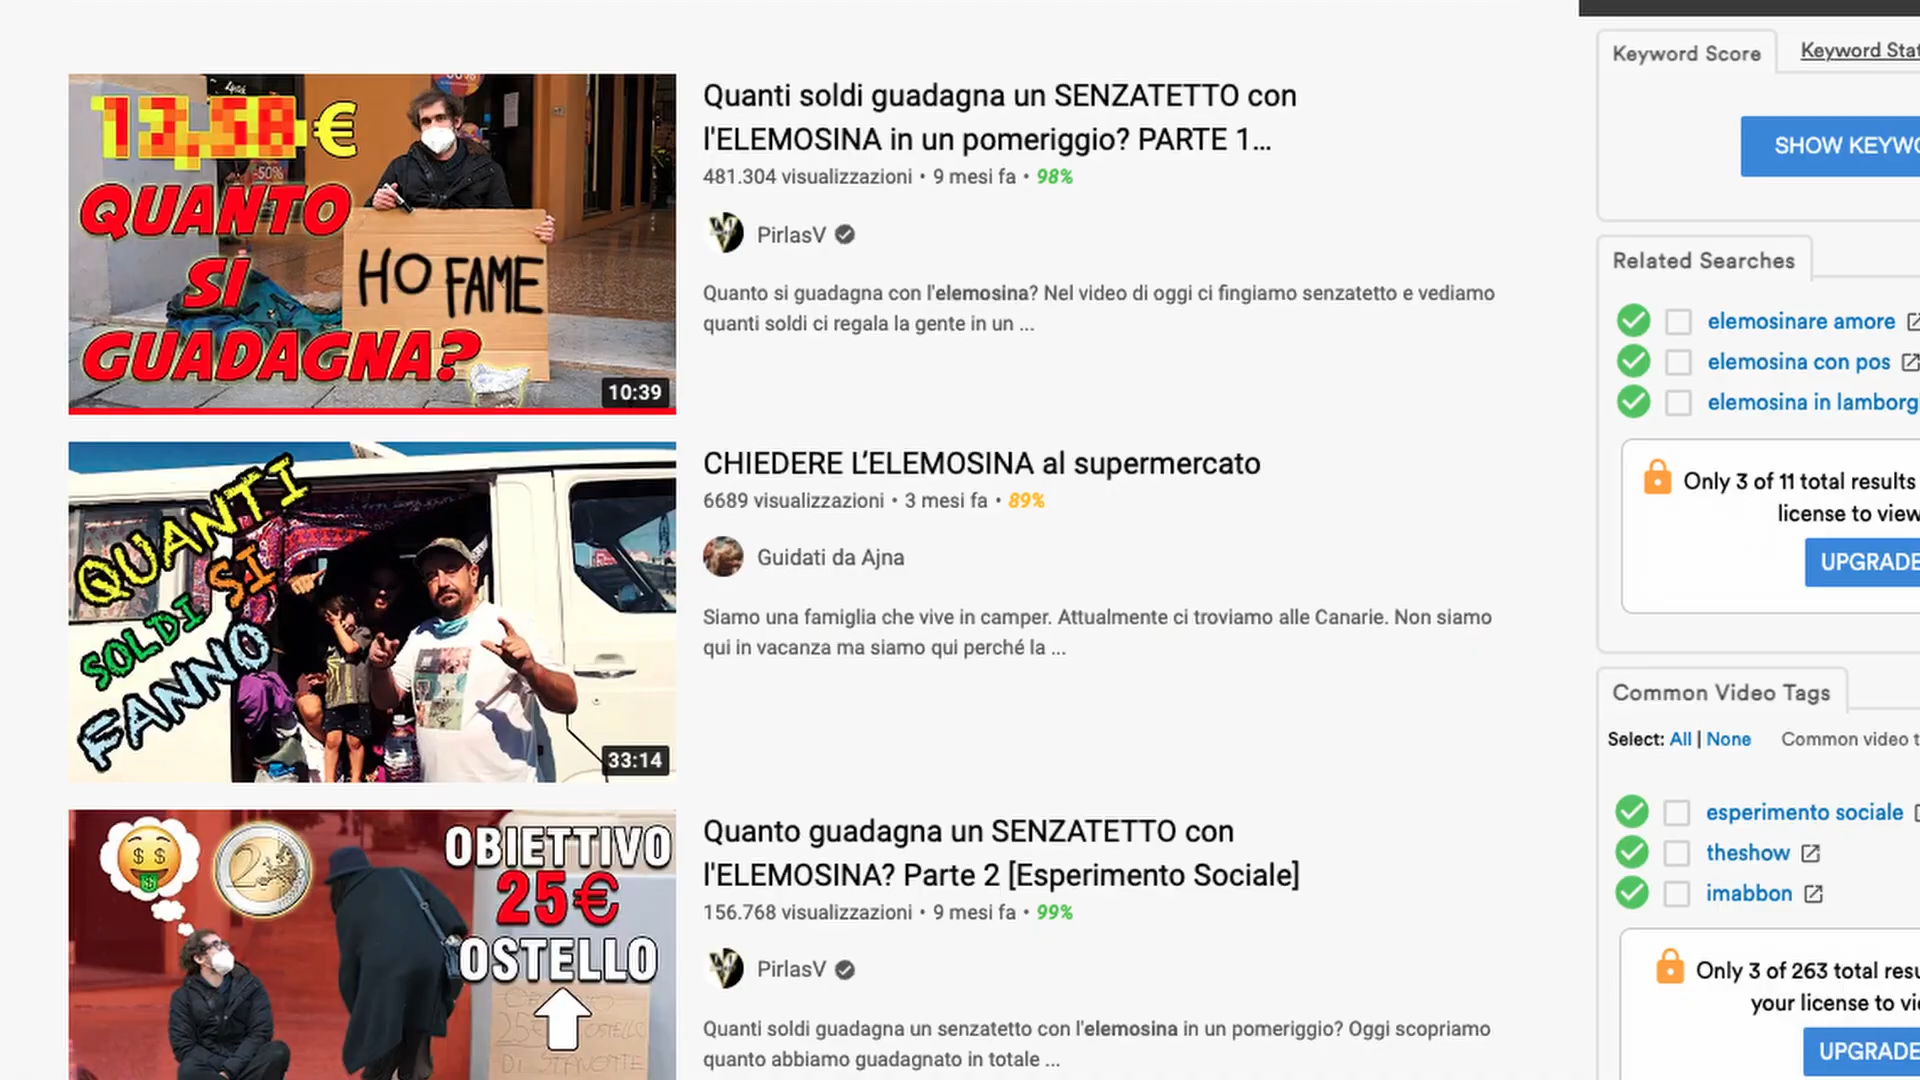 QUANTO
SI
GUADAGNA?
€
-50%
HO FAME
10:39
Quanti soldi guadagna un SENZATETTO con
l'ELEMOSINA in un pomeriggio? PARTE 1...
481.304 visualizzazioni • 9 mesi fa • 98%
PirlasV
Quanto si guadagna con l'elemosina? Nel video di oggi ci fingiamo senzatetto e vediamo
quanti soldi ci regala la gente in un ...
QUANTI
SOLDI SI
FANNO
33:14
CHIEDERE L'ELEMOSINA al supermercato
6689 visualizzazioni • 3 mesi fa • 89%
Guidati da Ajna
Siamo una famiglia che vive in camper. Attualmente ci troviamo alle Canarie. Non siamo
qui in vacanza ma siamo qui perché la ...
OBIETTIVO
25€
OSTELLO
2
Quanto guadagna un SENZATETTO con
l'ELEMOSINA? Parte 2 [Esperimento Sociale]
156.768 visualizzazioni • 9 mesi fa • 99%
PirlasV
Quanti soldi guadagna un senzatetto con l'elemosina in un pomeriggio? Oggi scopriamo
quanto abbiamo guadagnato in totale ...
Keyword Score
Keyword Stat
SHOW KEYWO
Related Searches
elemosinare amore
elemosina con pos
elemosina in lamborg
Only 3 of 11 total results
license to view
UPGRADE
Common Video Tags
Select: All | None
Common video t
esperimento sociale
theshow
imabbon
Only 3 of 263 total resu
your license to vi
UPGRADE